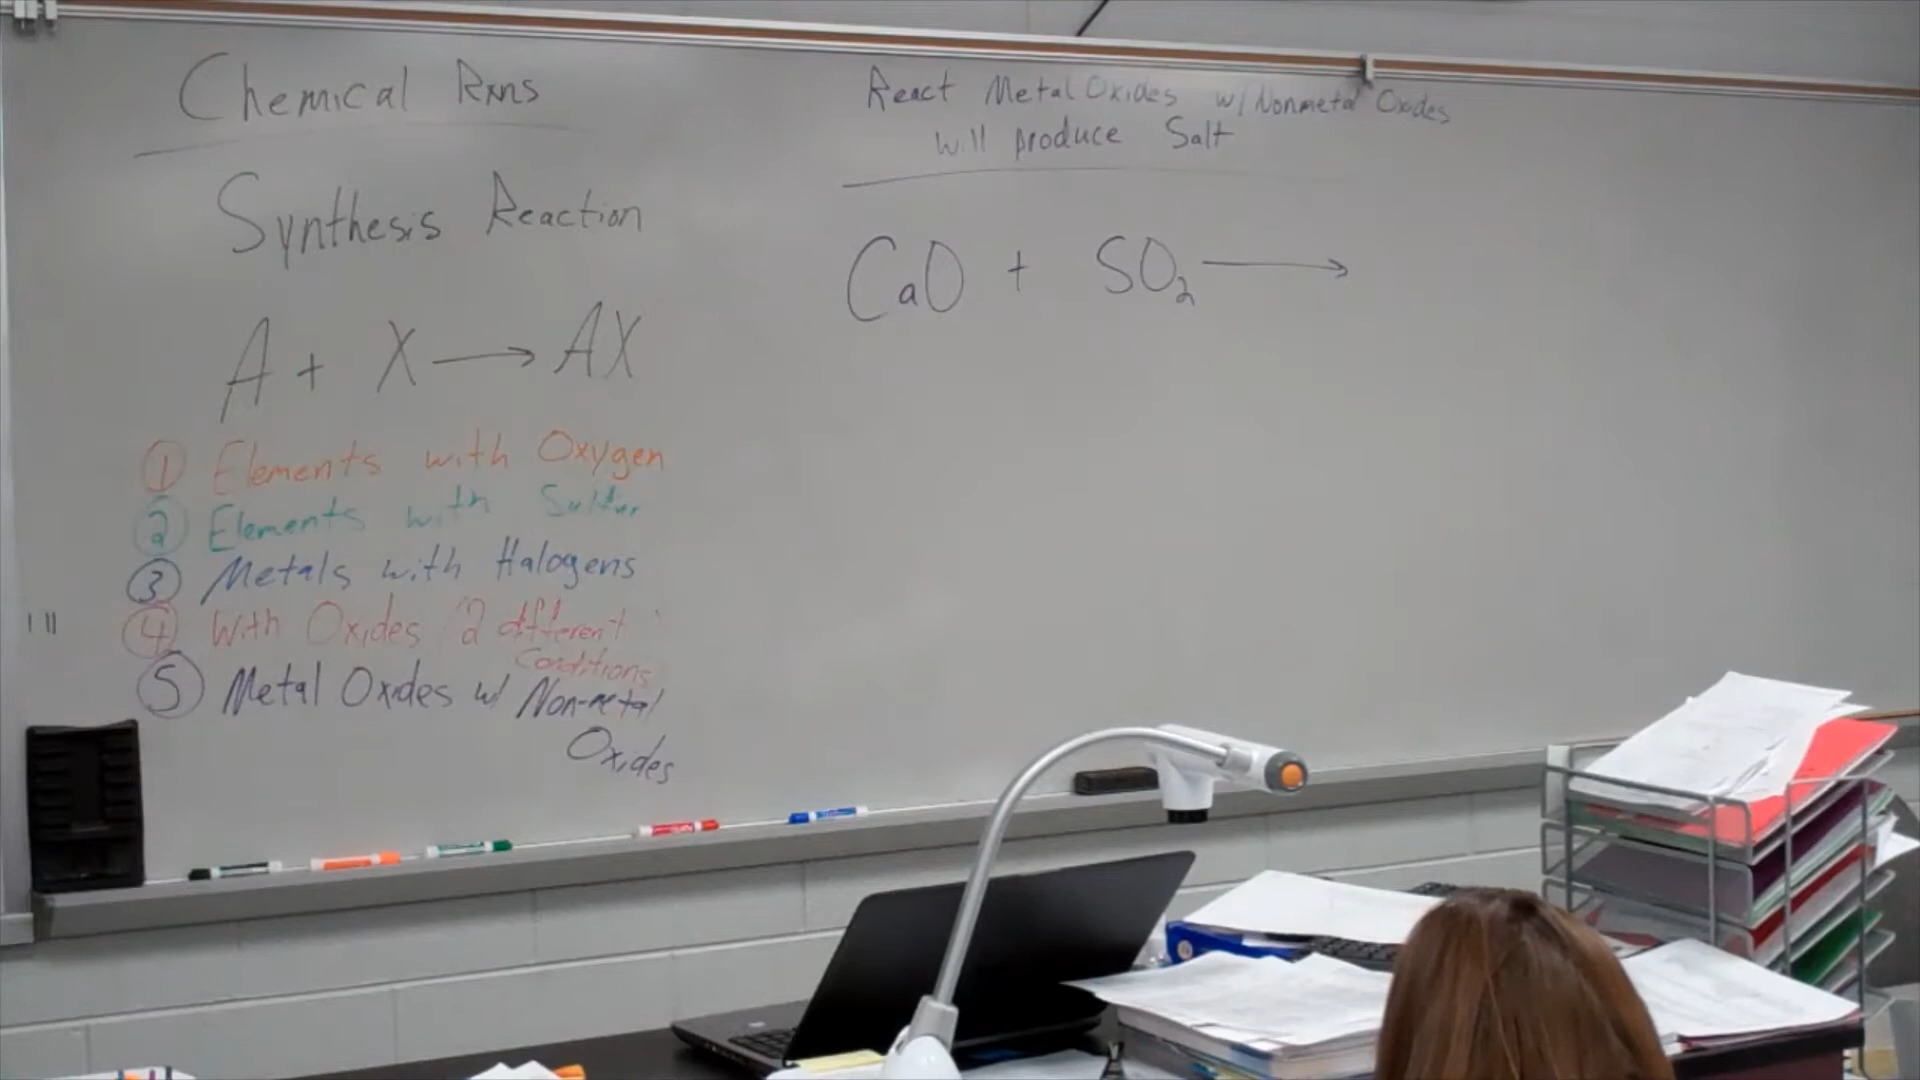 Chemical Rxns
Synthesis Reaction
A + X → AX
① Elements with Oxygen
② Elements with Sulfur
③ Metals with Halogens
④ With Oxides 2 different
Conditions
⑤ Metal Oxides w/ Non-metal
Oxides
React Metal Oxides w/ Nonmetal Oxides
will produce Salt
CaO + SO₂ →